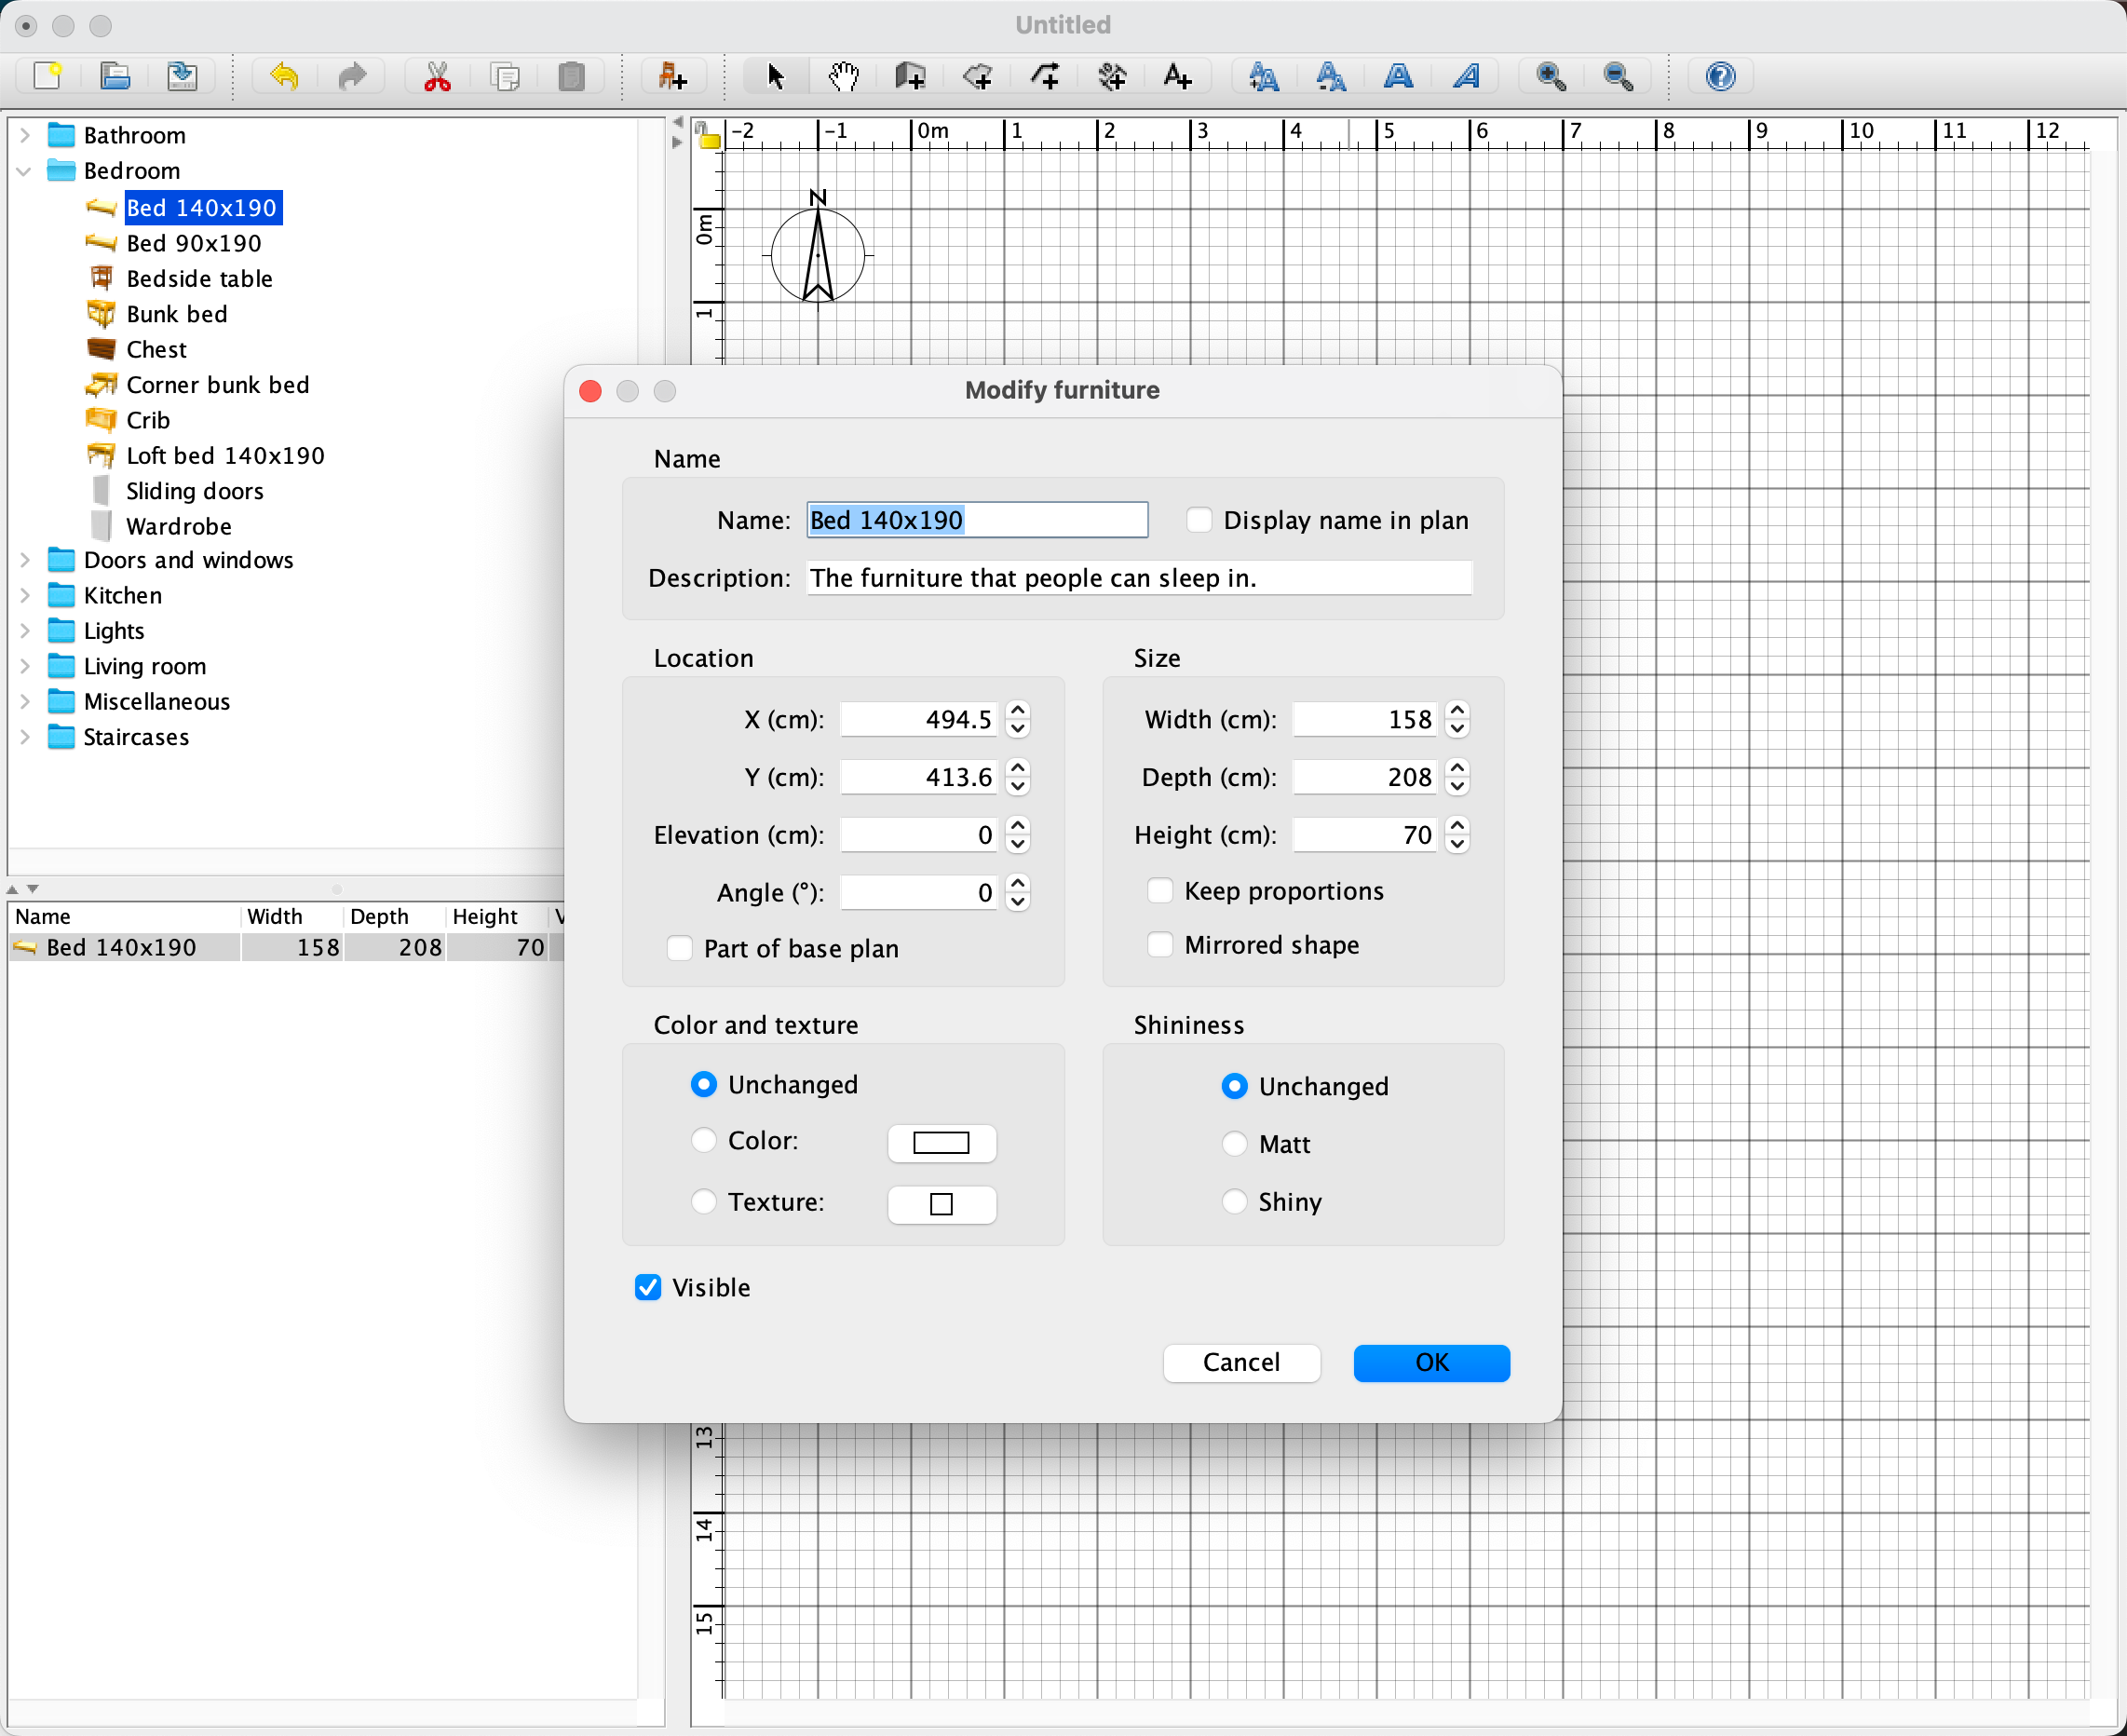 Untitled
Bathroom
Bedroom
Bed 140x190
Bed 90x190
Bedside table
Bunk bed
Chest
Corner bunk bed
Crib
Loft bed 140x190
Sliding doors
Wardrobe
Doors and windows
Kitchen
Lights
Living room
Miscellaneous
Staircases
Name Width Depth Height
Bed 140x190 158 208 70
-2 -1 0m 1 2 3 4 5 6 7 8 9 10 11 12
N
0m
1
13
14
15
Modify furniture
Name
Name: Bed 140x190 Display name in plan
Description: The furniture that people can sleep in.
Location
X (cm): 494.5
Y (cm): 413.6
Elevation (cm): 0
Angle (°): 0
Part of base plan
Size
Width (cm): 158
Depth (cm): 208
Height (cm): 70
Keep proportions
Mirrored shape
Color and texture
Unchanged
Color:
Texture:
Shininess
Unchanged
Matt
Shiny
Visible
Cancel OK